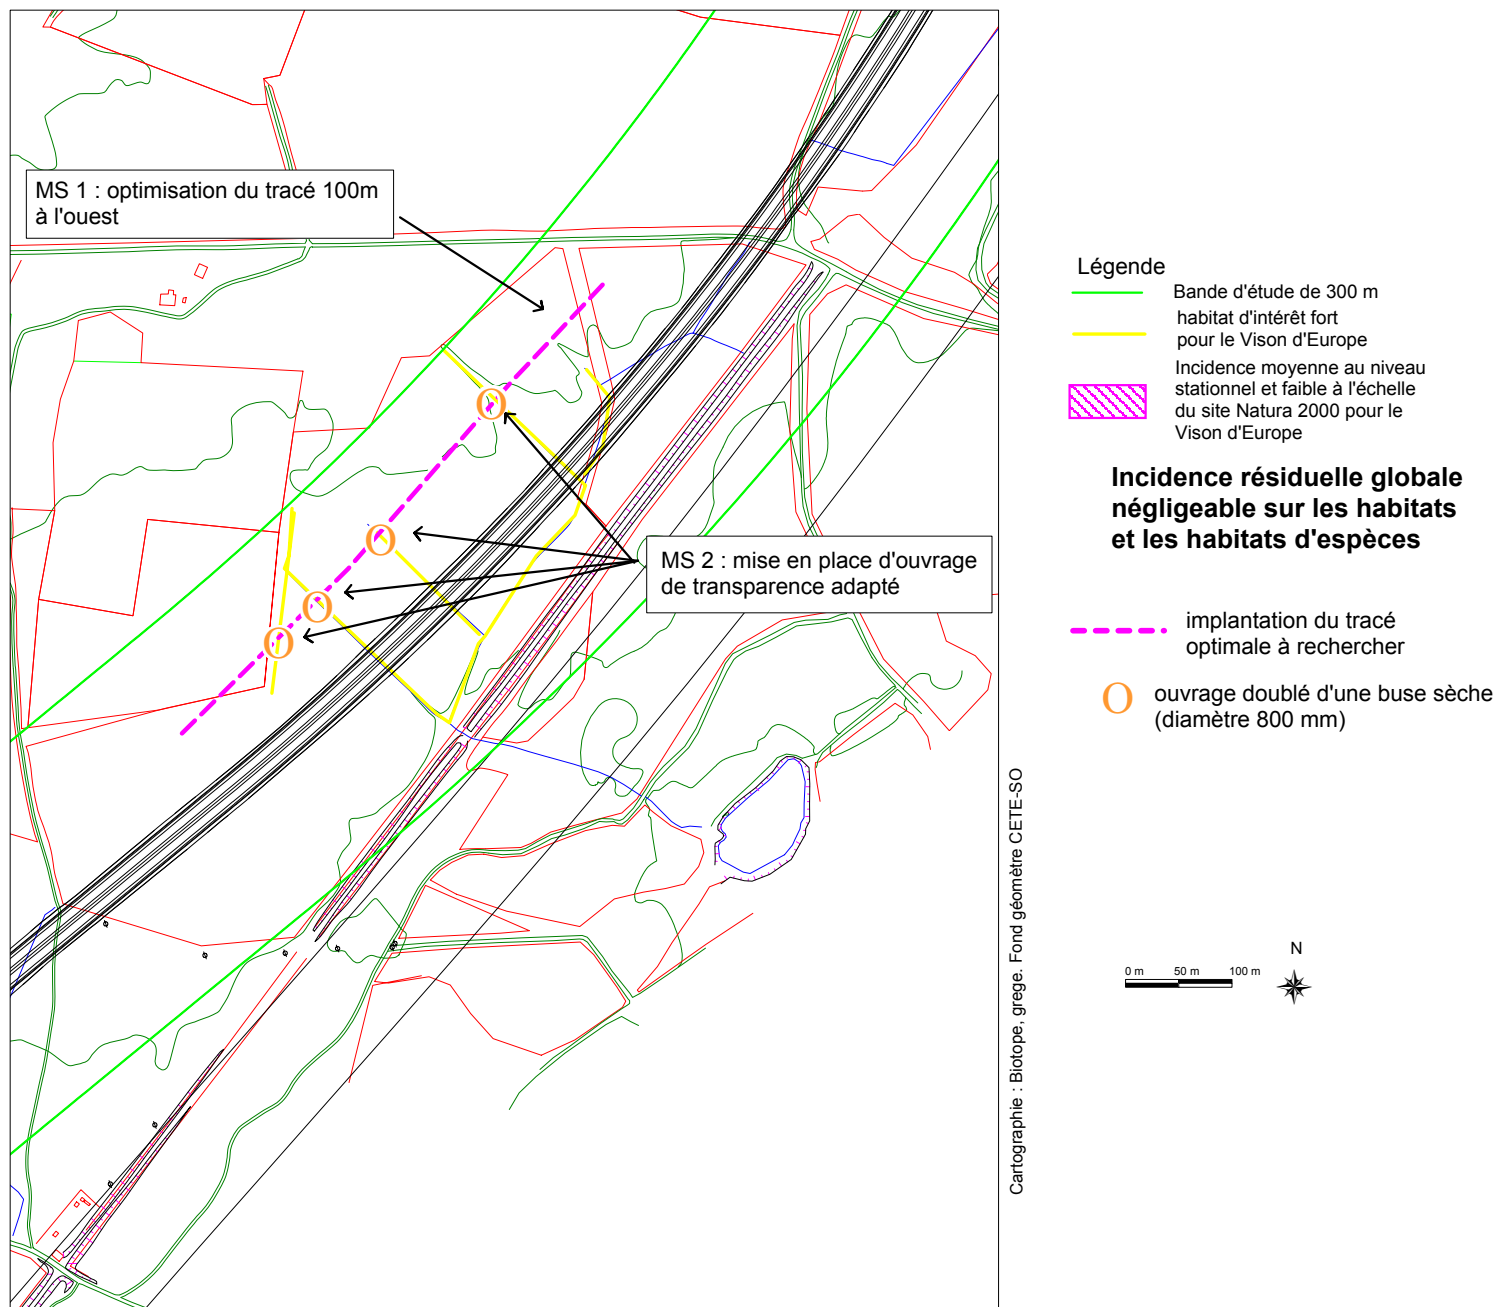 MS 1 : optimisation du tracé 100m
à l'ouest
MS 2 : mise en place d'ouvrage
de transparence adapté
Légende
Bande d'étude de 300 m
habitat d'intérêt fort
pour le Vison d'Europe
Incidence moyenne au niveau
stationnel et faible à l'échelle
du site Natura 2000 pour le
Vison d'Europe
Incidence résiduelle globale
négligeable sur les habitats
et les habitats d'espèces
implantation du tracé
optimale à rechercher
ouvrage doublé d'une buse sèche
(diamètre 800 mm)
N
0 m 50 m 100 m
Cartographie : Biotope, grege. Fond géomètre CETE-SO